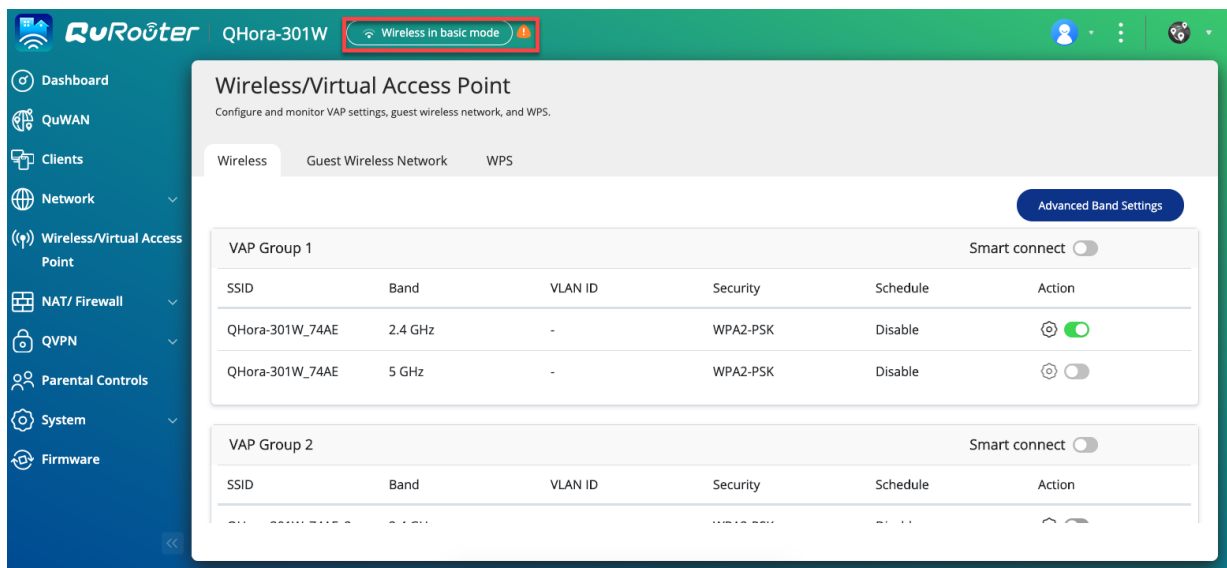 QuRoûter QHora-301W Wireless in basic mode
Dashboard
QuWAN
Clients
Network
Wireless/Virtual Access
Point
NAT/ Firewall
QVPN
Parental Controls
System
Firmware
Wireless/Virtual Access Point
Configure and monitor VAP settings, guest wireless network, and WPS.
Wireless Guest Wireless Network WPS
Advanced Band Settings
VAP Group 1 Smart connect
SSID Band VLAN ID Security Schedule Action
QHora-301W_74AE 2.4 GHz - WPA2-PSK Disable
QHora-301W_74AE 5 GHz - WPA2-PSK Disable
VAP Group 2 Smart connect
SSID Band VLAN ID Security Schedule Action